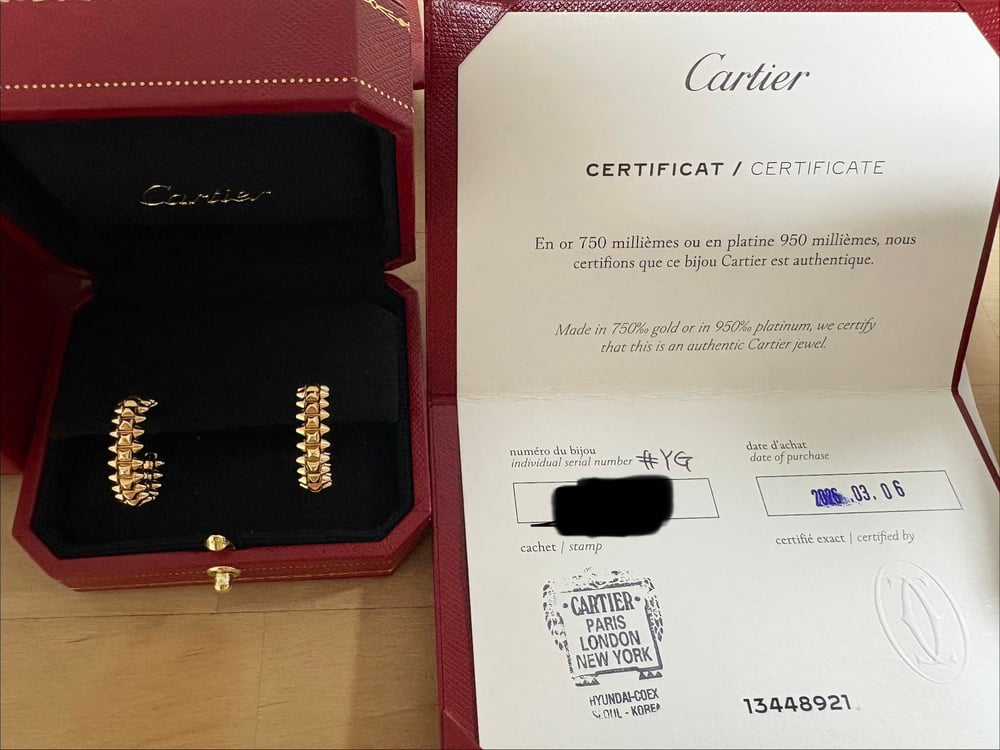 Cartier
Cartier
CERTIFICAT / CERTIFICATE
En or 750 millièmes ou en platine 950 millièmes, nous
certifions que ce bijou Cartier est authentique.
Made in 750‰ gold or in 950‰ platinum, we certify
that this is an authentic Cartier jewel.
numéro du bijou
individual serial number #YG
date d'achat
date of purchase
2026.03.06
cachet | stamp
certifié exact | certified by
CARTIER
PARIS
LONDON
NEW YORK
HYUNDAI-COEX
SEOUL - KOREA
13448921